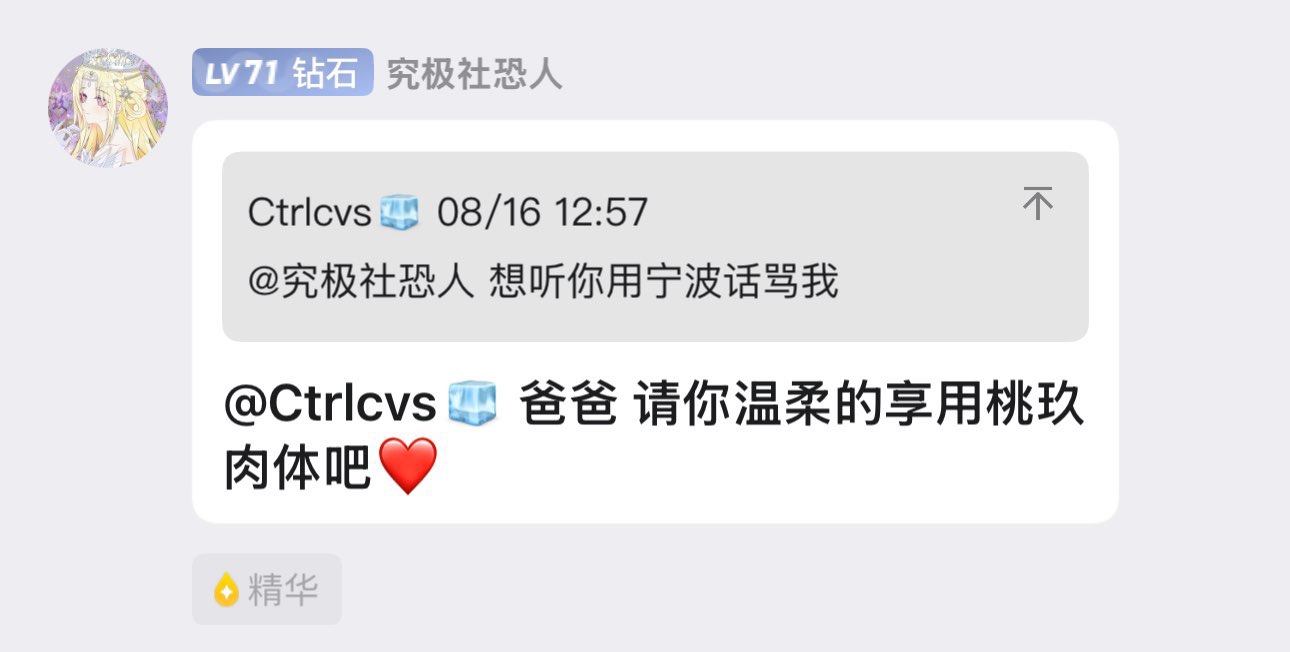 LV71 钻石 究极社恐人
Ctrlcvs🧊 08/16 12:57
@究极社恐人 想听你用宁波话骂我
@Ctrlcvs🧊 爸爸 请你温柔的享用桃玖
肉体吧❤️
精华